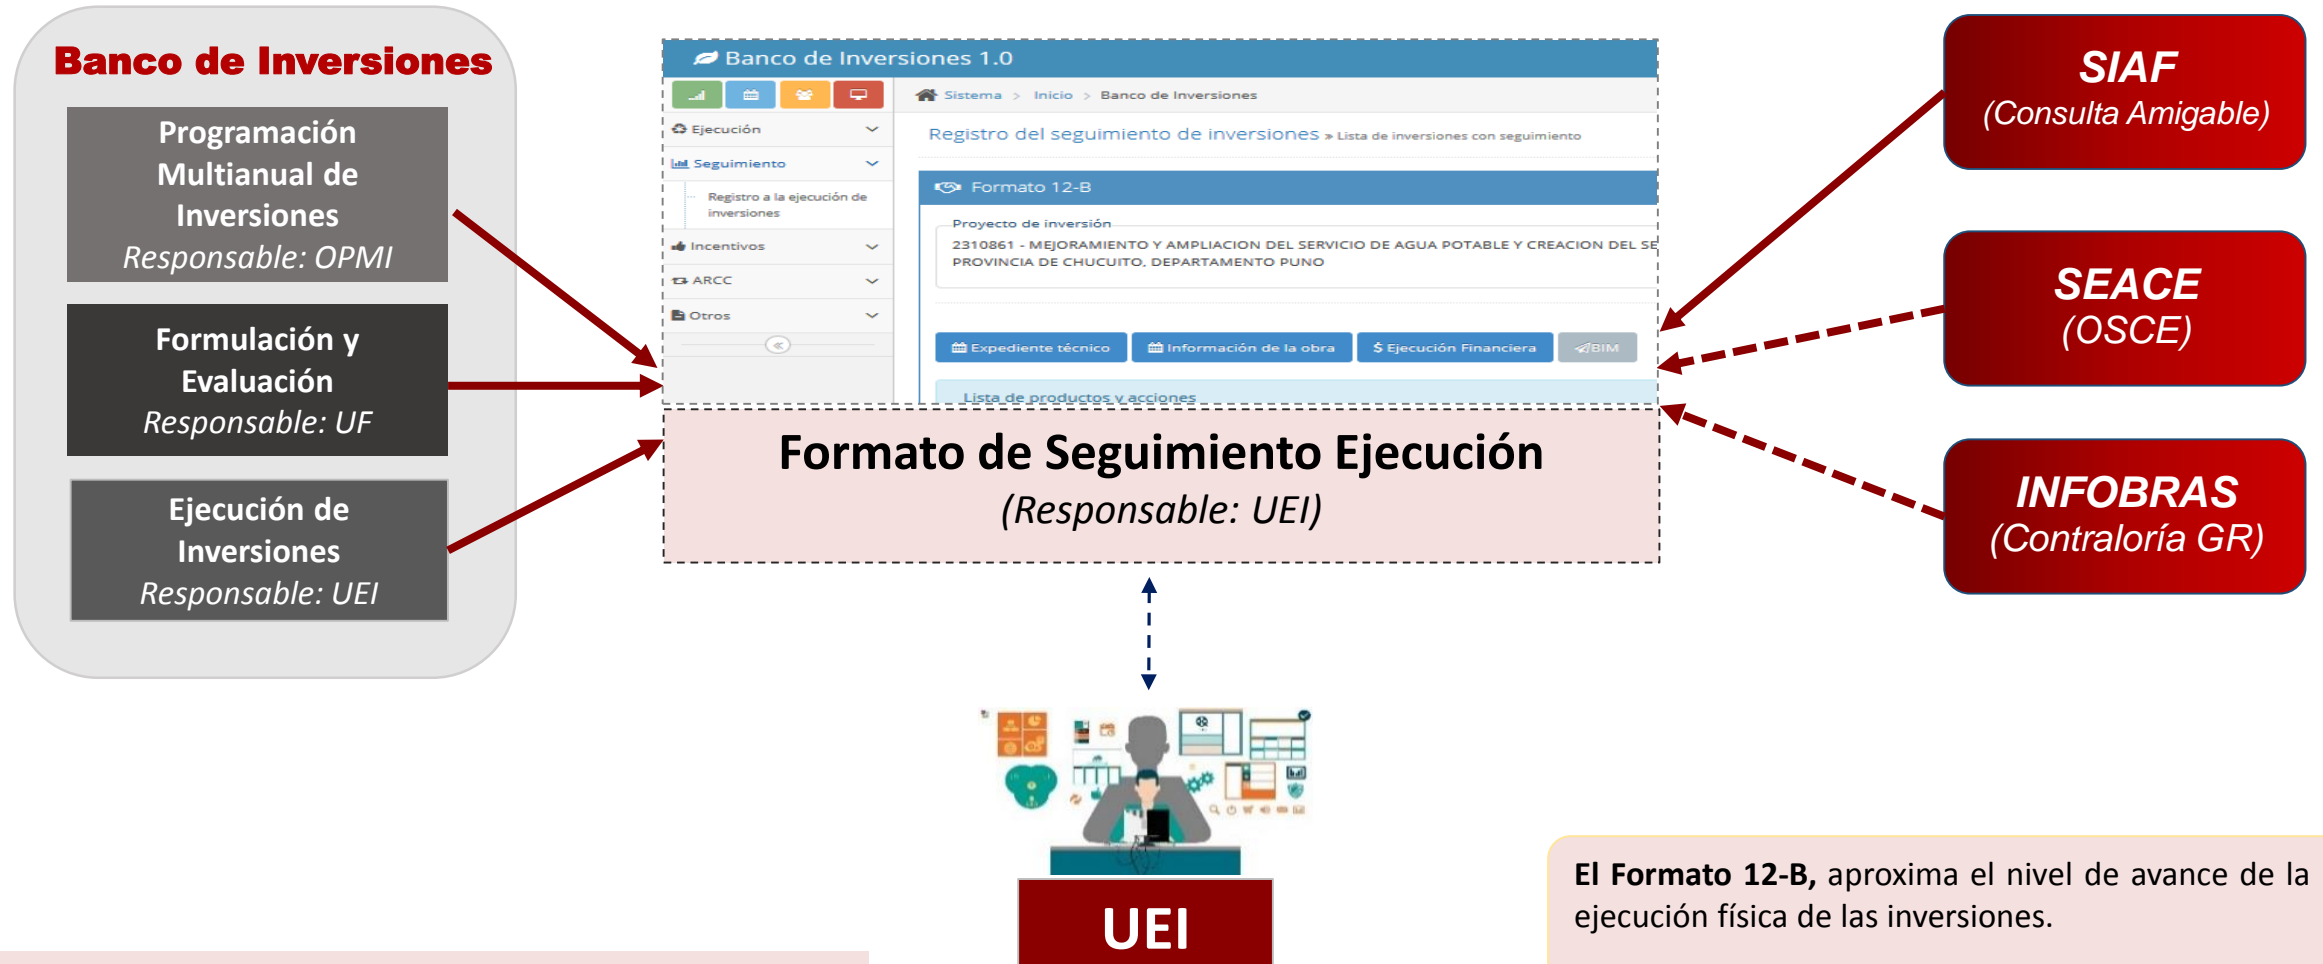 Banco de Inversiones
Programación
Multianual de
Inversiones
Responsable: OPMI
Formulación y
Evaluación
Responsable: UF
Ejecución de
Inversiones
Responsable: UEI
Banco de Inversiones 1.0
Sistema > Inicio > Banco de Inversiones
Ejecución
Seguimiento
Registro a la ejecución de
inversiones
Incentivos
ARCC
Otros
Registro del seguimiento de inversiones » Lista de inversiones con seguimiento
Formato 12-B
Proyecto de inversión
2310861 - MEJORAMIENTO Y AMPLIACION DEL SERVICIO DE AGUA POTABLE Y CREACION DEL SE
PROVINCIA DE CHUCUITO, DEPARTAMENTO PUNO
Expediente técnico
Información de la obra
$ Ejecución Financiera
BIM
Lista de productos y acciones
Formato de Seguimiento Ejecución
(Responsable: UEI)
SIAF
(Consulta Amigable)
SEACE
(OSCE)
INFOBRAS
(Contraloría GR)
UEI
El Formato 12-B, aproxima el nivel de avance de la
ejecución física de las inversiones.